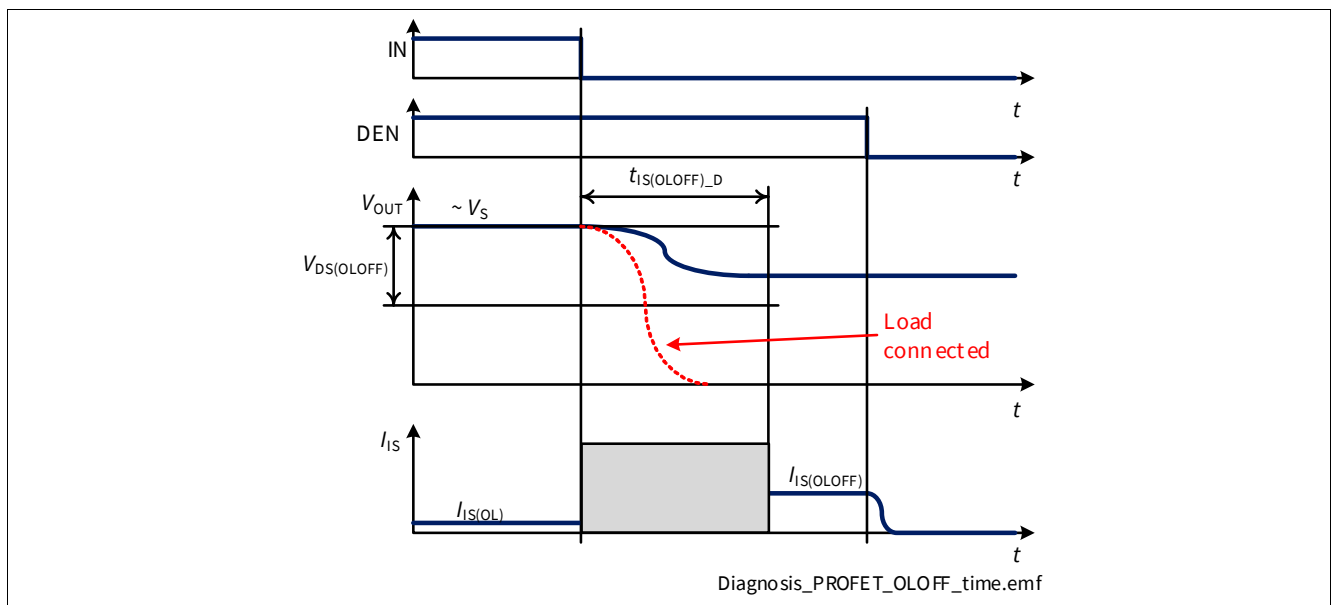 IN
t
DEN
t
tIS(OLOFF)_D
VOUT
~ VS
VDS(OLOFF)
Load
connected
t
IIS
IIS(OL)
IIS(OLOFF)
t
Diagnosis_PROFET_OLOFF_time.emf